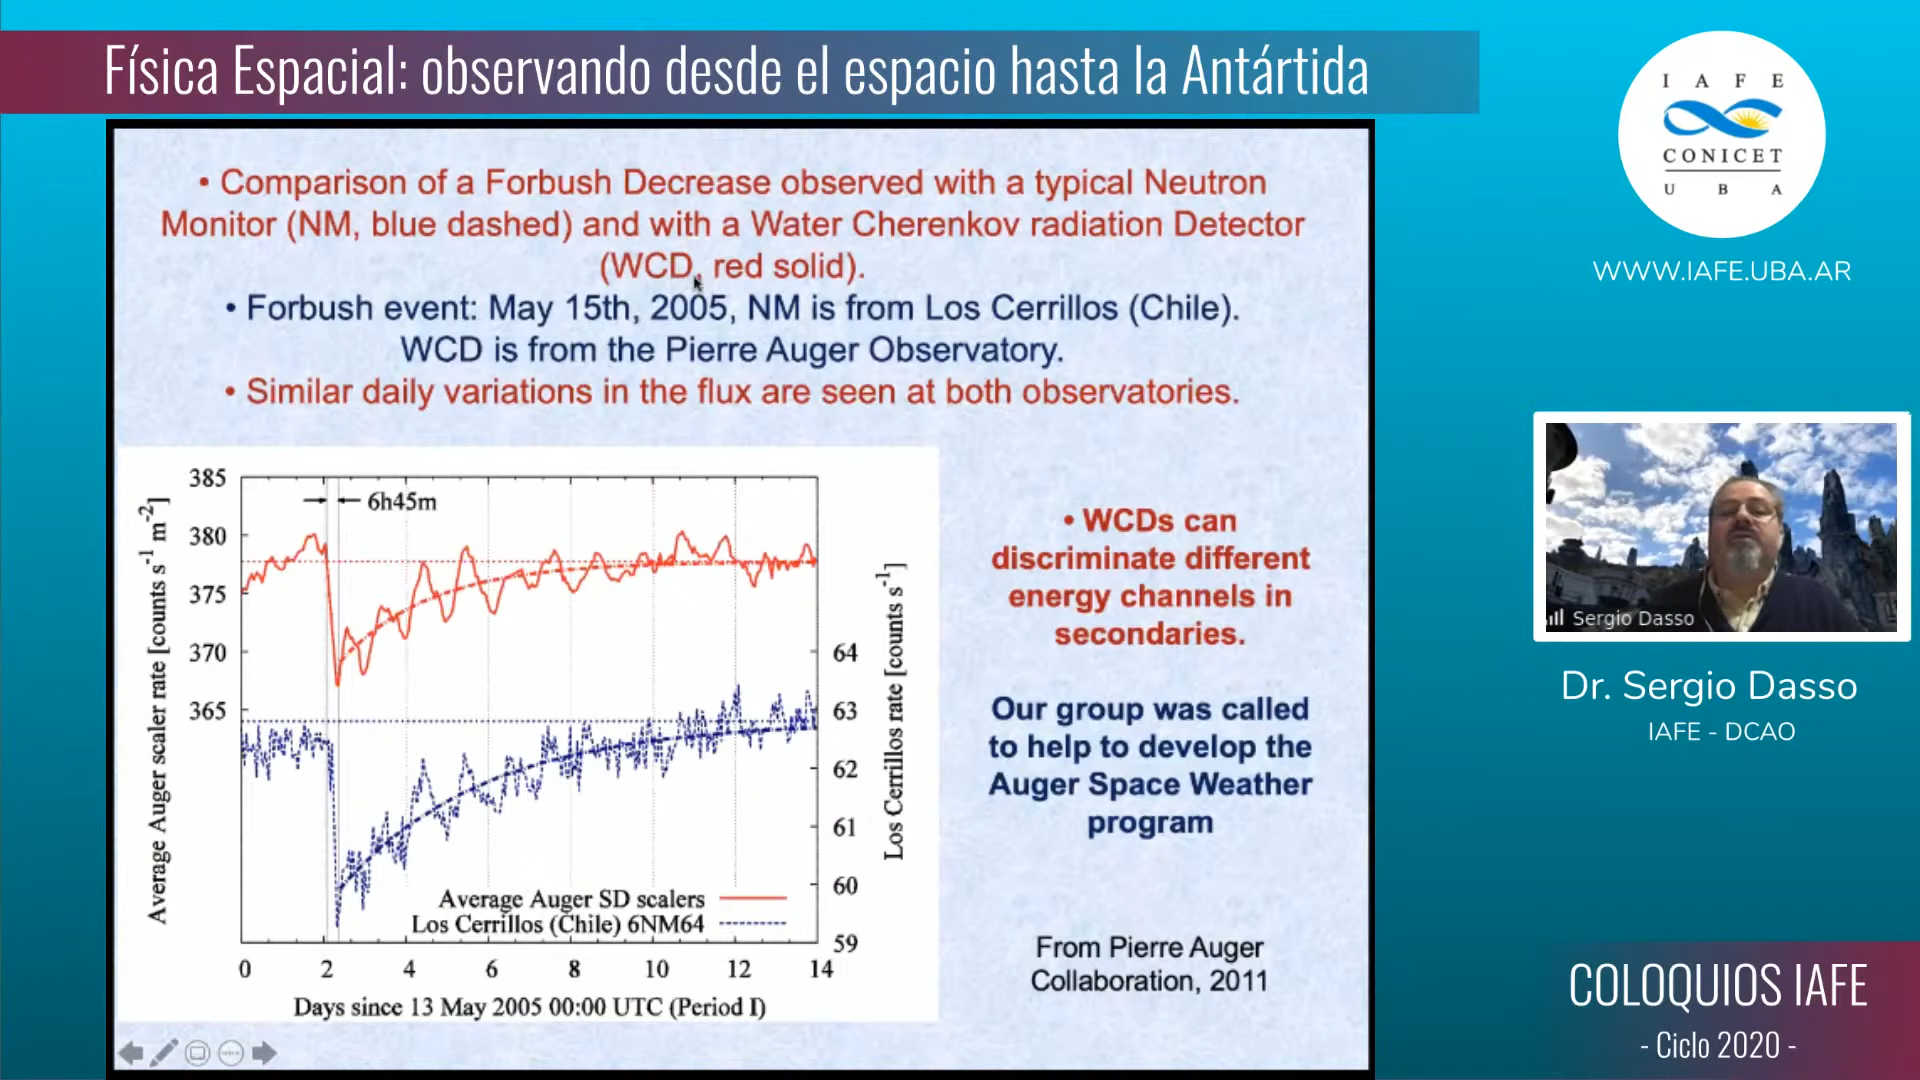 Física Espacial: observando desde el espacio hasta la Antártida
• Comparison of a Forbush Decrease observed with a typical Neutron
Monitor (NM, blue dashed) and with a Water Cherenkov radiation Detector
(WCD, red solid).
• Forbush event: May 15th, 2005, NM is from Los Cerrillos (Chile).
WCD is from the Pierre Auger Observatory.
• Similar daily variations in the flux are seen at both observatories.
385
380
375
370
365
Average Auger scaler rate [counts s-1 m-2]
6h45m
64
63
62
61
60
59
Los Cerrillos rate [counts s-1]
Average Auger SD scalers
Los Cerrillos (Chile) 6NM64
0 2 4 6 8 10 12 14
Days since 13 May 2005 00:00 UTC (Period I)
• WCDs can
discriminate different
energy channels in
secondaries.
Our group was called
to help to develop the
Auger Space Weather
program
From Pierre Auger
Collaboration, 2011
I A F E
CONICET
U B A
WWW.IAFE.UBA.AR
Sergio Dasso
Dr. Sergio Dasso
IAFE - DCAO
COLOQUIOS IAFE
- Ciclo 2020 -